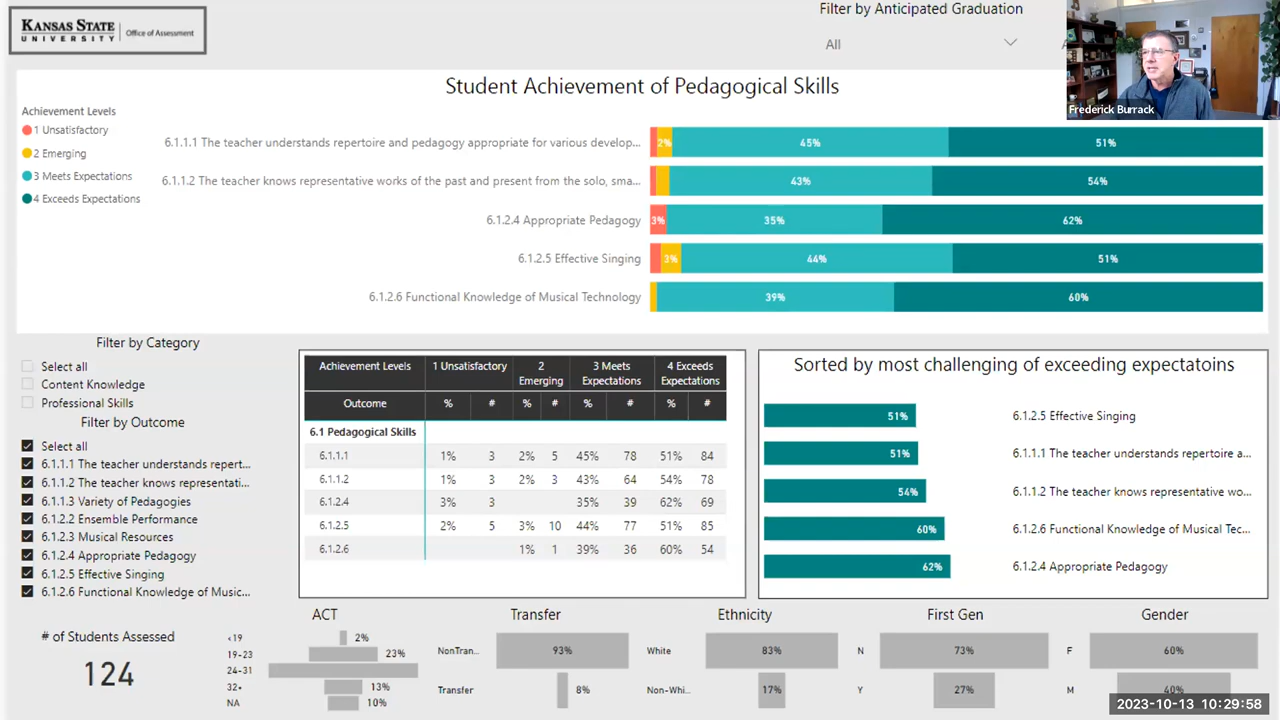 KANSAS STATE
UNIVERSITY
Office of Assessment
Filter by Anticipated Graduation
All
Frederick Burrack
Student Achievement of Pedagogical Skills
Achievement Levels
1 Unsatisfactory
2 Emerging
3 Meets Expectations
4 Exceeds Expectations
6.1.1.1 The teacher understands repertoire and pedagogy appropriate for various develop... 2% 45% 51%
6.1.1.2 The teacher knows representative works of the past and present from the solo, sma... 43% 54%
6.1.2.4 Appropriate Pedagogy 3% 35% 62%
6.1.2.5 Effective Singing 3% 44% 51%
6.1.2.6 Functional Knowledge of Musical Technology 39% 60%
Filter by Category
Select all
Content Knowledge
Professional Skills
Filter by Outcome
Select all
6.1.1.1 The teacher understands repert...
6.1.1.2 The teacher knows representati...
6.1.1.3 Variety of Pedagogies
6.1.2.2 Ensemble Performance
6.1.2.3 Musical Resources
6.1.2.4 Appropriate Pedagogy
6.1.2.5 Effective Singing
6.1.2.6 Functional Knowledge of Music...
Achievement Levels 1 Unsatisfactory 2 Emerging 3 Meets Expectations 4 Exceeds Expectations
Outcome % # % # % # % #
6.1 Pedagogical Skills
6.1.1.1 1% 3 2% 5 45% 78 51% 84
6.1.1.2 1% 3 2% 3 43% 64 54% 78
6.1.2.4 3% 3 35% 39 62% 69
6.1.2.5 2% 5 3% 10 44% 77 51% 85
6.1.2.6 1% 1 39% 36 60% 54
Sorted by most challenging of exceeding expectatoins
51% 6.1.2.5 Effective Singing
51% 6.1.1.1 The teacher understands repertoire a...
54% 6.1.1.2 The teacher knows representative wo...
60% 6.1.2.6 Functional Knowledge of Musical Tec...
62% 6.1.2.4 Appropriate Pedagogy
# of Students Assessed
124
ACT
<19 2%
19-23 23%
24-31
32+ 13%
NA 10%
Transfer
NonTran... 93%
Transfer 8%
Ethnicity
White 83%
Non-Whi... 17%
First Gen
N 73%
Y 27%
Gender
F 60%
M 40%
2023-10-13 10:29:58